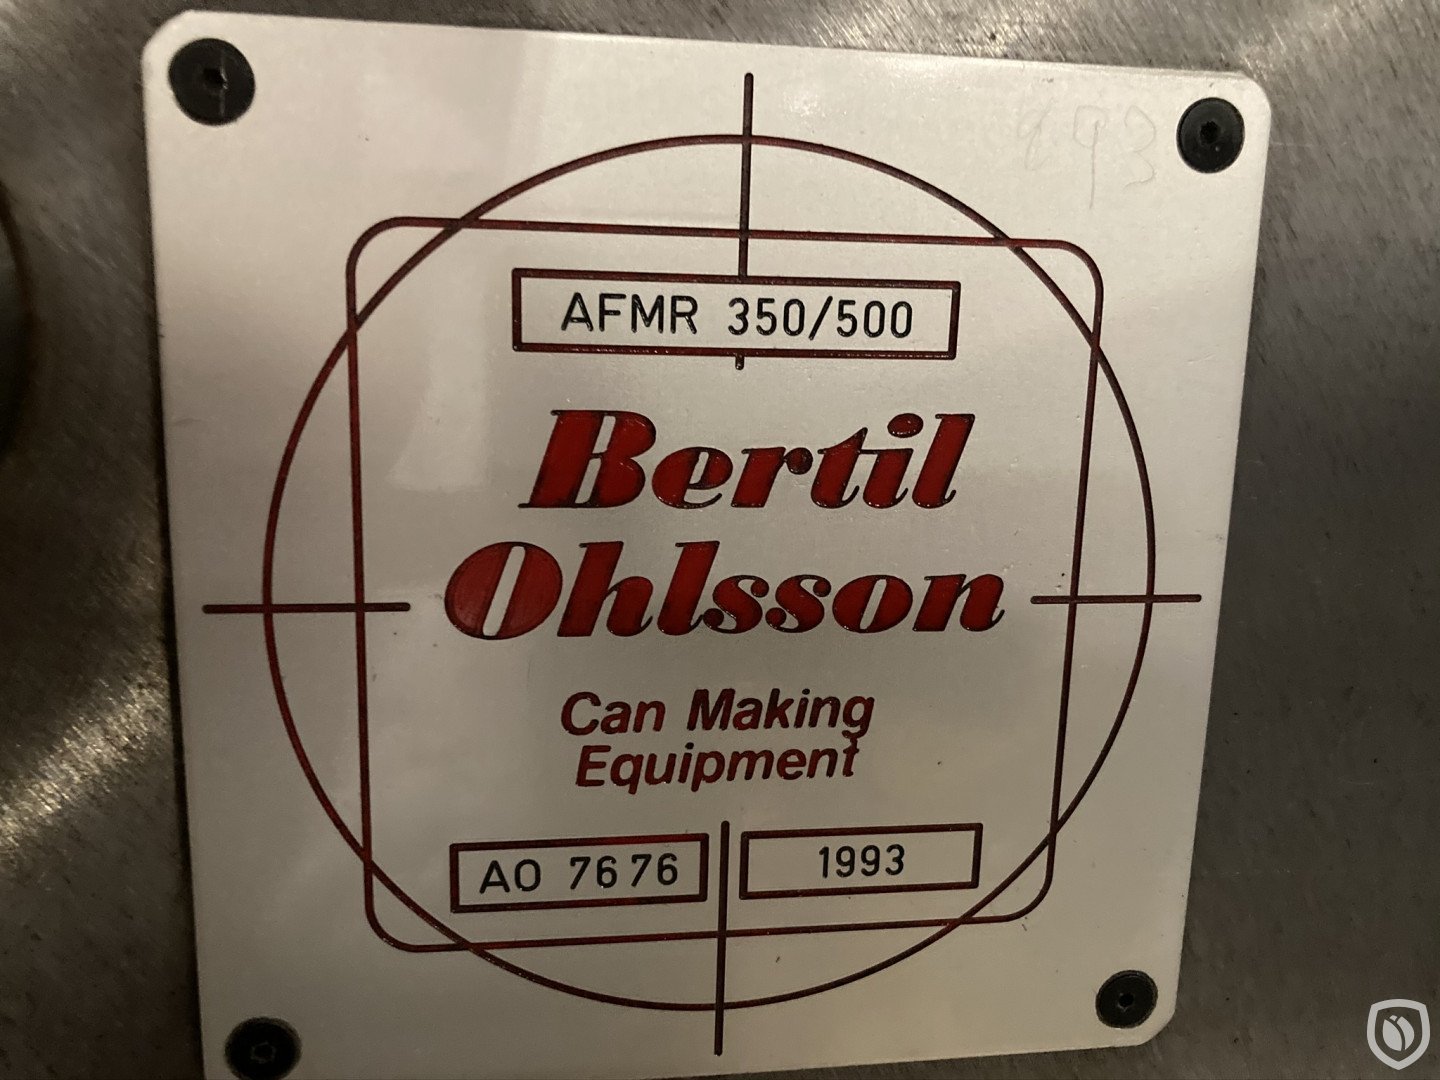 AFMR 350/500
Bertil
Ohlsson
Can Making
Equipment
AO 7676
1993